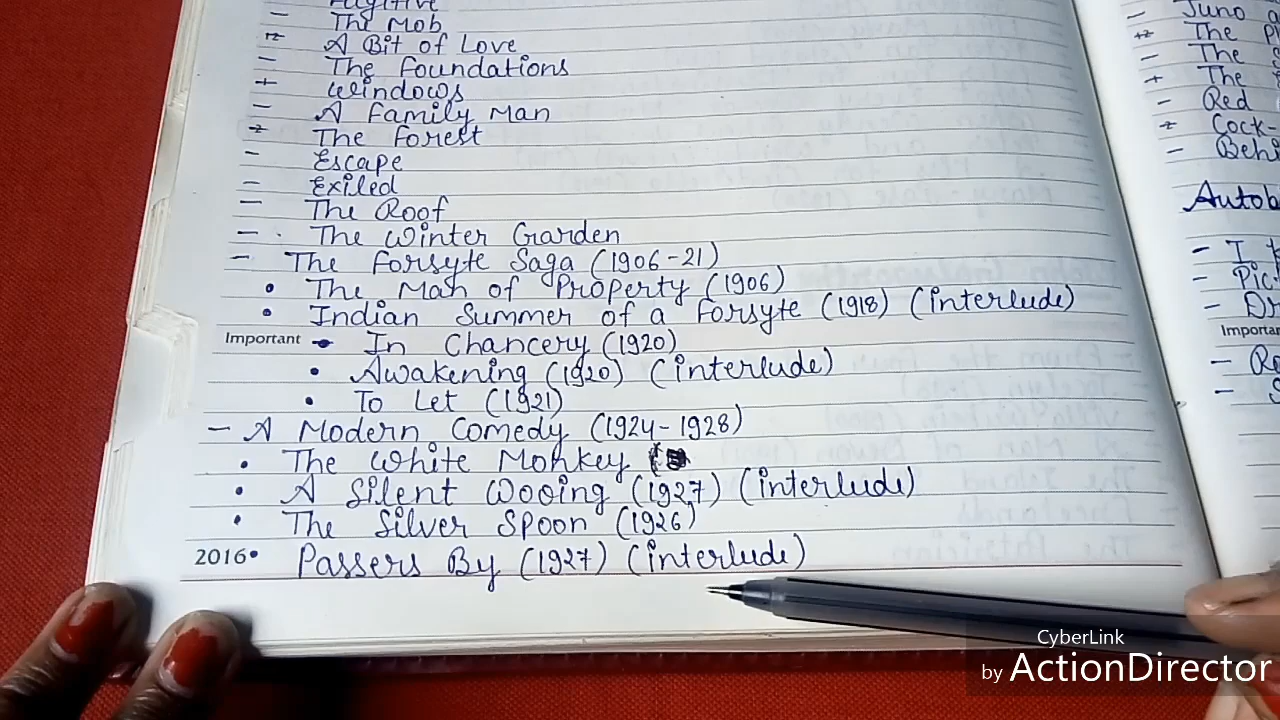 Fugitive
- The Mob
- A Bit of Love
- The Foundations
- Windows
- A Family Man
- The Forest
- Escape
- Exiled
- The Roof
- The Winter Garden
- The Forsyte Saga (1906-21)
• The Man of Property (1906)
• Indian Summer of a Forsyte (1918) (interlude)
Important • In Chancery (1920)
• Awakening (1920) (interlude)
• To Let (1921)
- A Modern Comedy (1924-1928)
• The White Monkey
• A Silent Wooing (1927) (interlude)
• The Silver Spoon (1926)
2016 • Passers By (1927) (interlude)
- Juno
- The
- The
- The
- Red
- Cock-
- Behi
Autob
- I
- Pic
- Dr
Importan
- Ro
- S
CyberLink
by ActionDirector